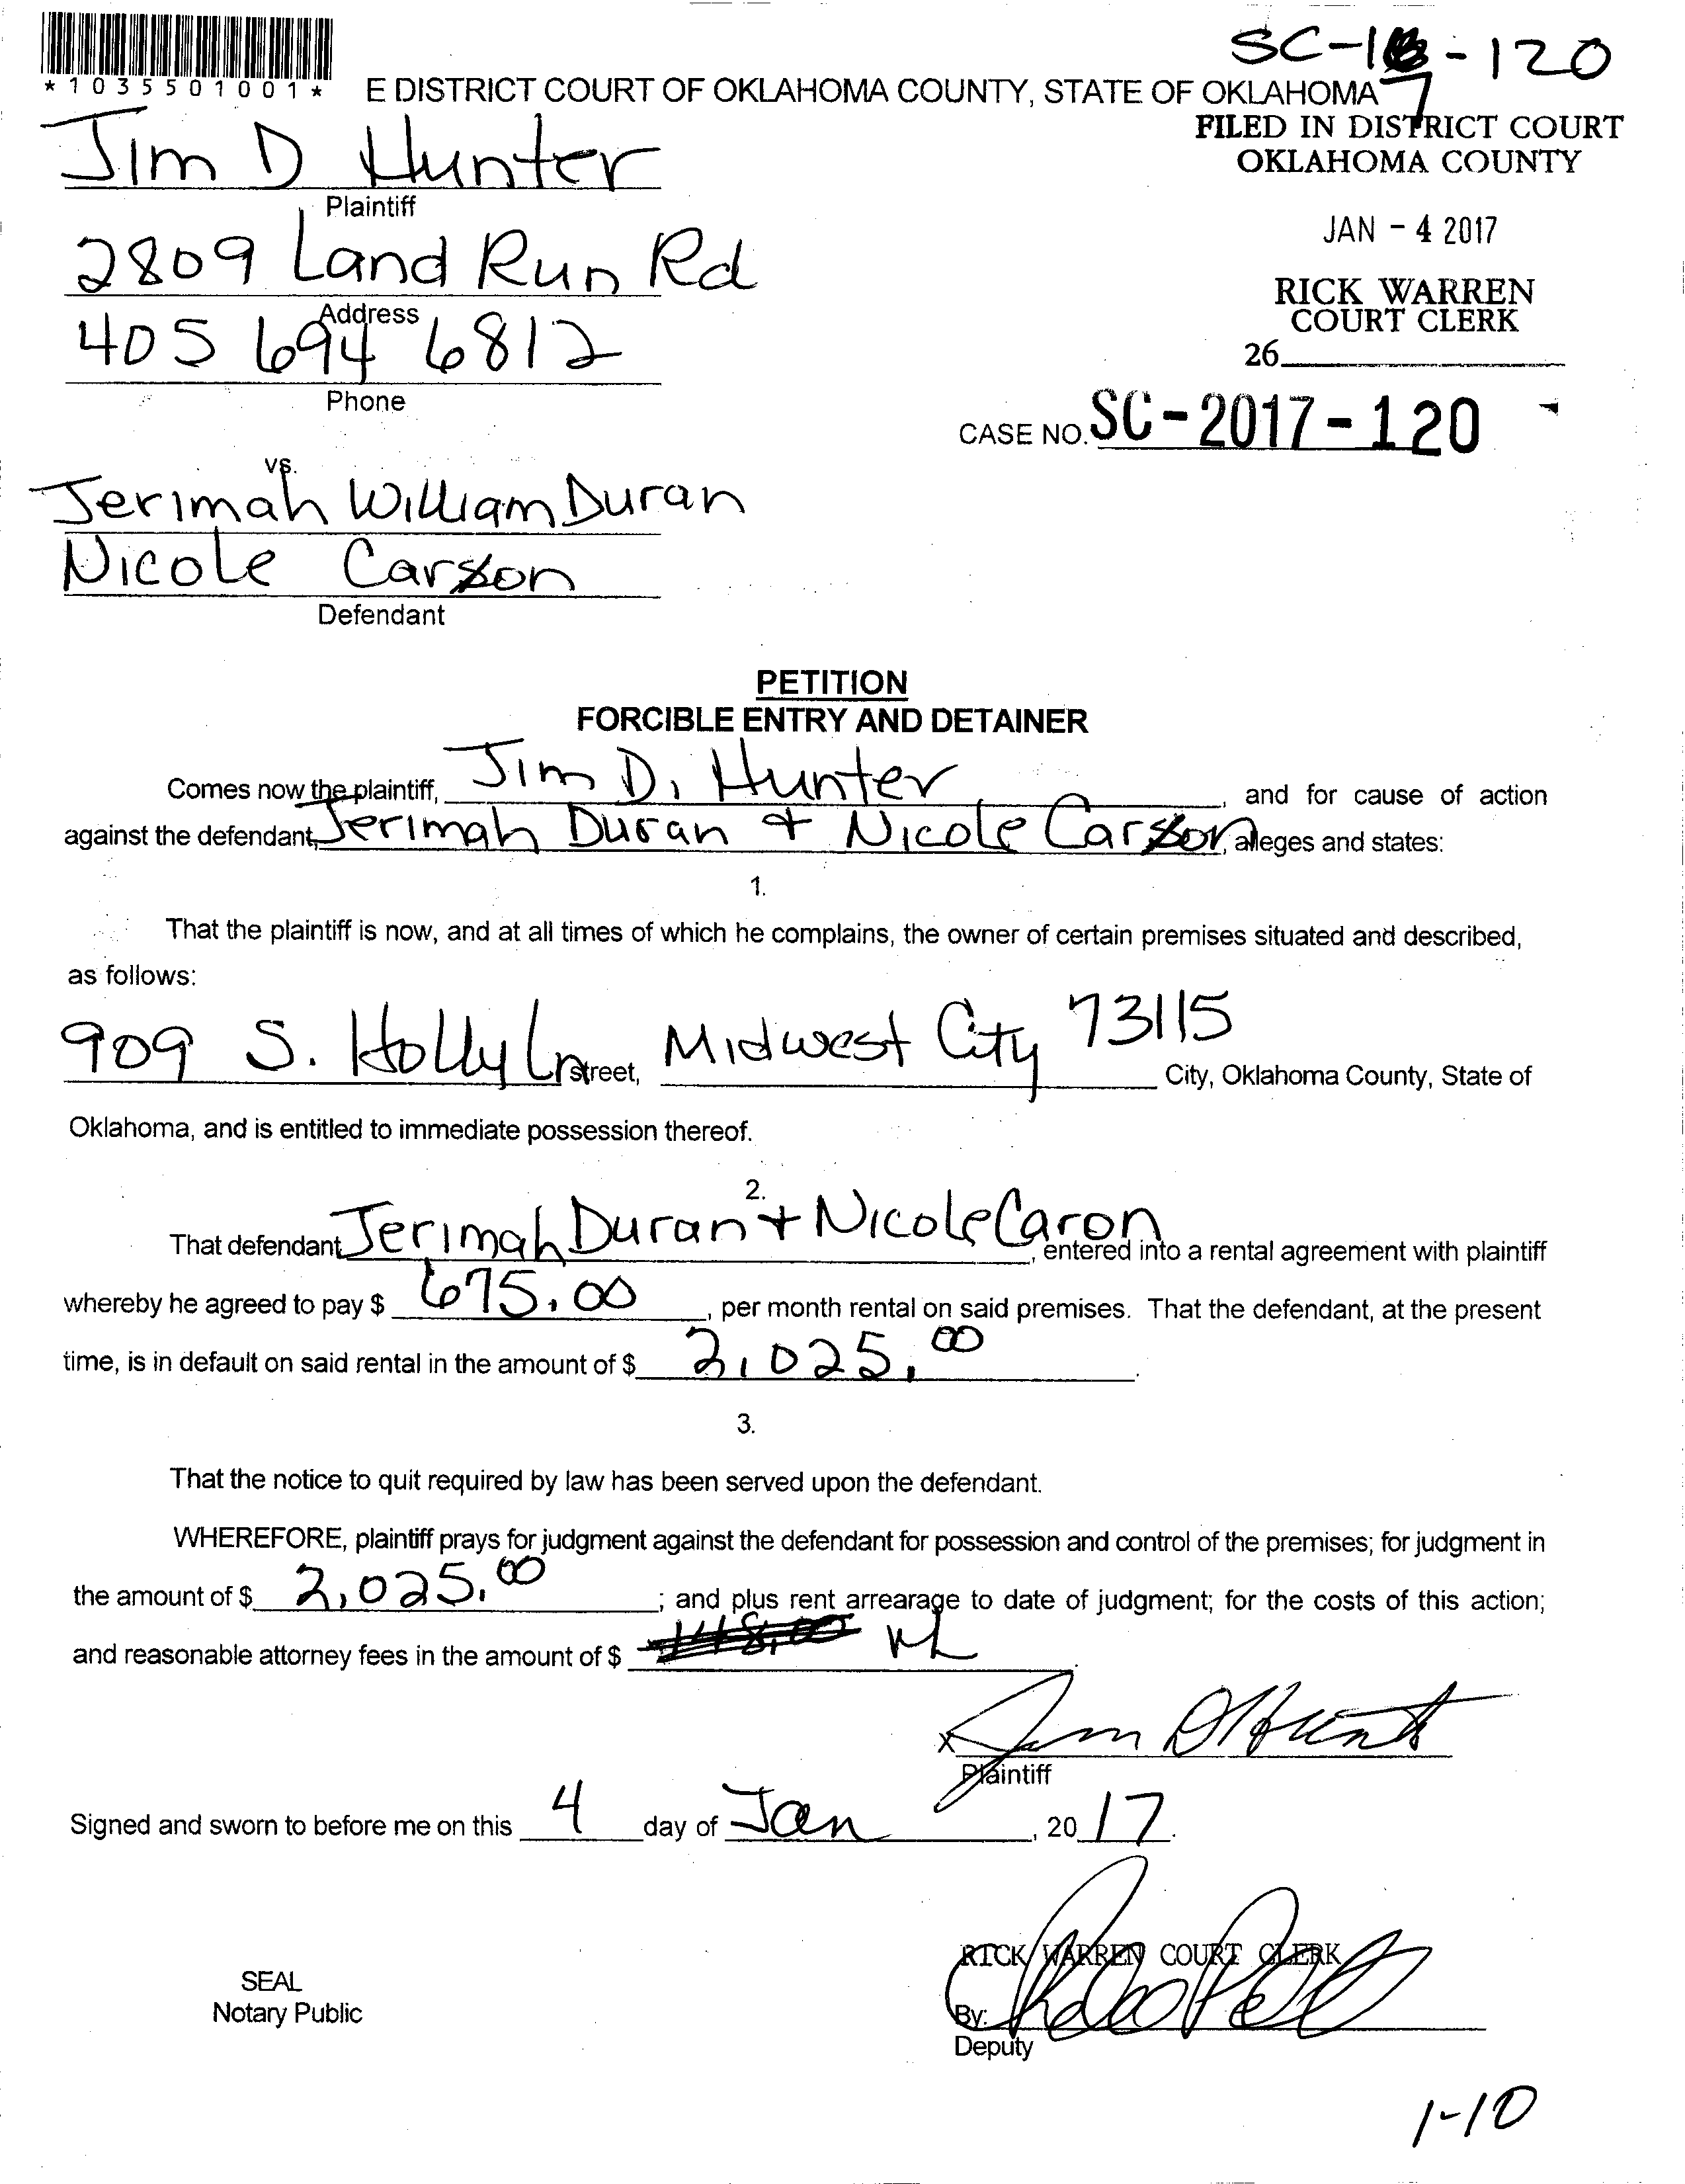 SC-17-120
*1035501001*
E DISTRICT COURT OF OKLAHOMA COUNTY, STATE OF OKLAHOMA
FILED IN DISTRICT COURT
OKLAHOMA COUNTY
Jim D Hunter
Plaintiff
JAN - 4 2017
2809 Land Run Rd
Address
RICK WARREN
COURT CLERK
405 694 6812
Phone
26
CASE NO. SC-2017-120
vs.
Jerimah William Duran
Nicole Caron
Defendant
PETITION
FORCIBLE ENTRY AND DETAINER
Comes now the plaintiff, Jim D. Hunter, and for cause of action
against the defendant, Jerimah Duran + Nicole Caron, alleges and states:
1.
That the plaintiff is now, and at all times of which he complains, the owner of certain premises situated and described,
as follows:
909 S. Holly Ln street, Midwest City 73115 City, Oklahoma County, State of
Oklahoma, and is entitled to immediate possession thereof.
2.
That defendant Jerimah Duran + Nicole Caron, entered into a rental agreement with plaintiff
whereby he agreed to pay $ 675.00, per month rental on said premises. That the defendant, at the present
time, is in default on said rental in the amount of $ 2,025.00.
3.
That the notice to quit required by law has been served upon the defendant.
WHEREFORE, plaintiff prays for judgment against the defendant for possession and control of the premises; for judgment in
the amount of $ 2,025.00; and plus rent arrearage to date of judgment; for the costs of this action;
and reasonable attorney fees in the amount of $ .
x Jim D Hunter
Plaintiff
Signed and sworn to before me on this 4 day of Jan, 2017.
RICK WARREN COURT CLERK
SEAL
Notary Public
By:
Deputy
1-10